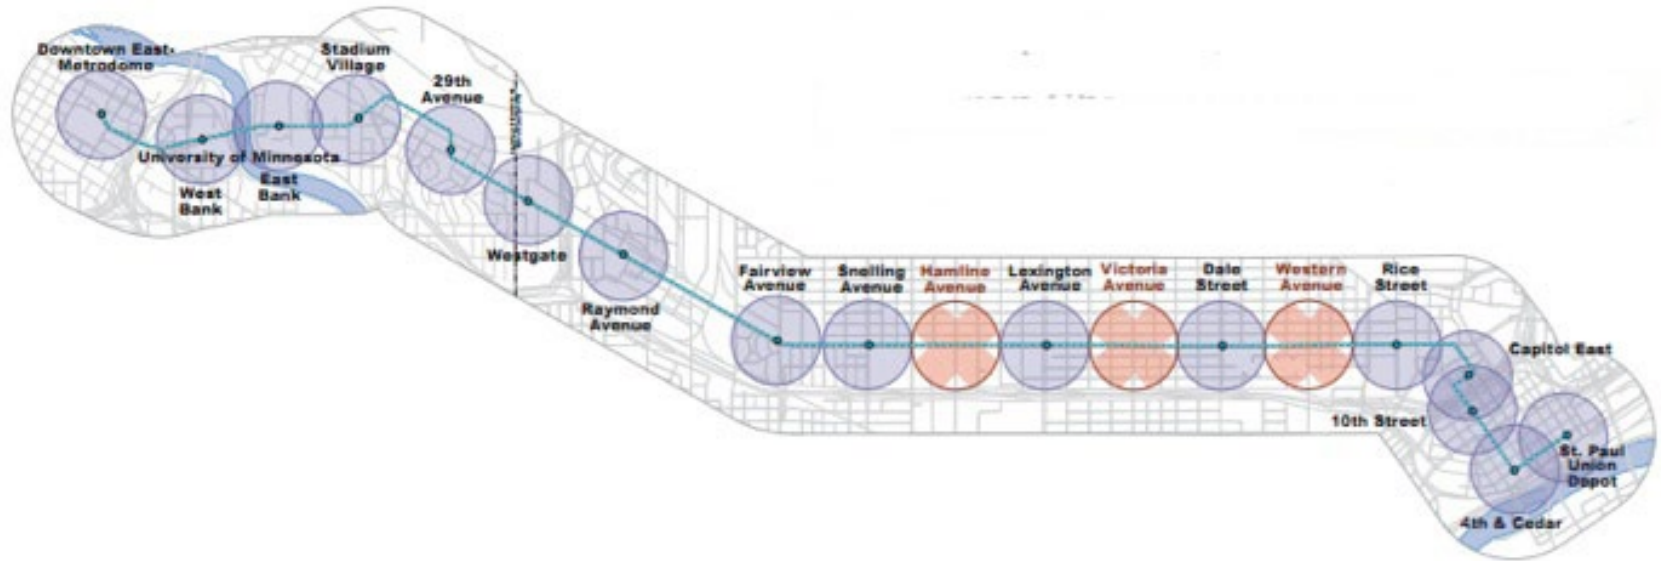 Downtown East-
Metrodome
Stadium
Village
29th
Avenue
University of Minnesota
West
Bank
East
Bank
Westgate
Raymond
Avenue
Fairview
Avenue
Snelling
Avenue
Hamline
Avenue
Lexington
Avenue
Victoria
Avenue
Dale
Street
Western
Avenue
Rice
Street
Capitol East
10th Street
St. Paul
Union
Depot
4th & Cedar